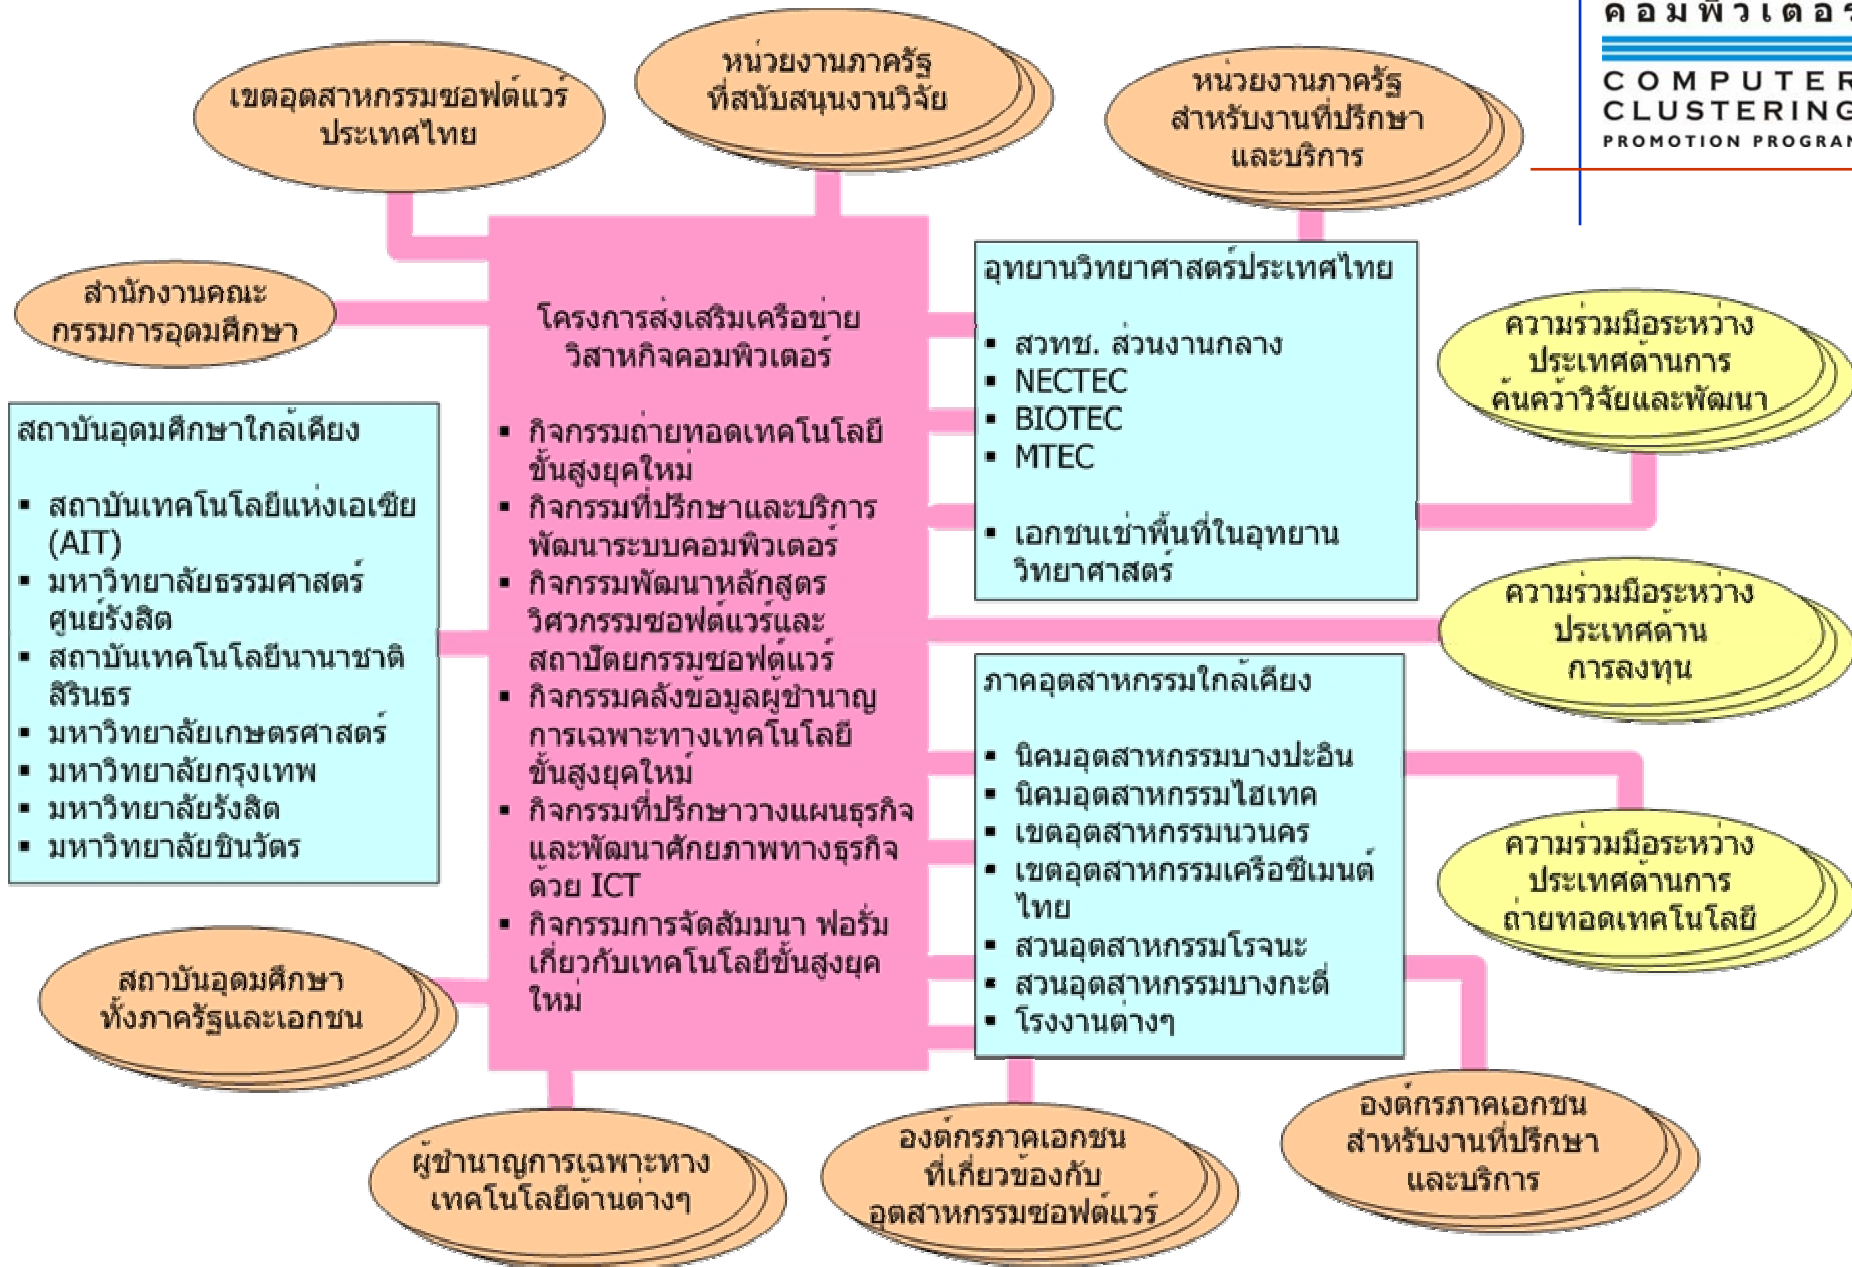 คอมพิวเตอร์
COMPUTER
CLUSTERING
PROMOTION PROGRAM
เขตอุตสาหกรรมซอฟต์แวร์
ประเทศไทย
หน่วยงานภาครัฐ
ที่สนับสนุนงานวิจัย
หน่วยงานภาครัฐ
สำหรับงานที่ปรึกษา
และบริการ
สำนักงานคณะ
กรรมการอุดมศึกษา
สถาบันอุดมศึกษาใกล้เคียง
▪ สถาบันเทคโนโลยีแห่งเอเซีย
(AIT)
▪ มหาวิทยาลัยธรรมศาสตร์
ศูนย์รังสิต
▪ สถาบันเทคโนโลยีนานาชาติ
สิรินธร
▪ มหาวิทยาลัยเกษตรศาสตร์
▪ มหาวิทยาลัยกรุงเทพ
▪ มหาวิทยาลัยรังสิต
▪ มหาวิทยาลัยชินวัตร
โครงการส่งเสริมเครือข่าย
วิสาหกิจคอมพิวเตอร์
▪ กิจกรรมถ่ายทอดเทคโนโลยี
ขั้นสูงยุคใหม่
▪ กิจกรรมที่ปรึกษาและบริการ
พัฒนาระบบคอมพิวเตอร์
▪ กิจกรรมพัฒนาหลักสูตร
วิศวกรรมซอฟต์แวร์และ
สถาปัตยกรรมซอฟต์แวร์
▪ กิจกรรมคลังข้อมูลผู้ชำนาญ
การเฉพาะทางเทคโนโลยี
ขั้นสูงยุคใหม่
▪ กิจกรรมที่ปรึกษาวางแผนธุรกิจ
และพัฒนาศักยภาพทางธุรกิจ
ด้วย ICT
▪ กิจกรรมการจัดสัมมนา ฟอรั่ม
เกี่ยวกับเทคโนโลยีขั้นสูงยุค
ใหม่
อุทยานวิทยาศาสตร์ประเทศไทย
▪ สวทช. ส่วนงานกลาง
▪ NECTEC
▪ BIOTEC
▪ MTEC
▪ เอกชนเช่าพื้นที่ในอุทยาน
วิทยาศาสตร์
ภาคอุตสาหกรรมใกล้เคียง
▪ นิคมอุตสาหกรรมบางปะอิน
▪ นิคมอุตสาหกรรมไฮเทค
▪ เขตอุตสาหกรรมนวนคร
▪ เขตอุตสาหกรรมเครือซีเมนต์
ไทย
▪ สวนอุตสาหกรรมโรจนะ
▪ สวนอุตสาหกรรมบางกะดี่
▪ โรงงานต่างๆ
ความร่วมมือระหว่าง
ประเทศด้านการ
ค้นคว้าวิจัยและพัฒนา
ความร่วมมือระหว่าง
ประเทศด้าน
การลงทุน
ความร่วมมือระหว่าง
ประเทศด้านการ
ถ่ายทอดเทคโนโลยี
สถาบันอุดมศึกษา
ทั้งภาครัฐและเอกชน
ผู้ชำนาญการเฉพาะทาง
เทคโนโลยีด้านต่างๆ
องค์กรภาคเอกชน
ที่เกี่ยวข้องกับ
อุตสาหกรรมซอฟต์แวร์
องค์กรภาคเอกชน
สำหรับงานที่ปรึกษา
และบริการ